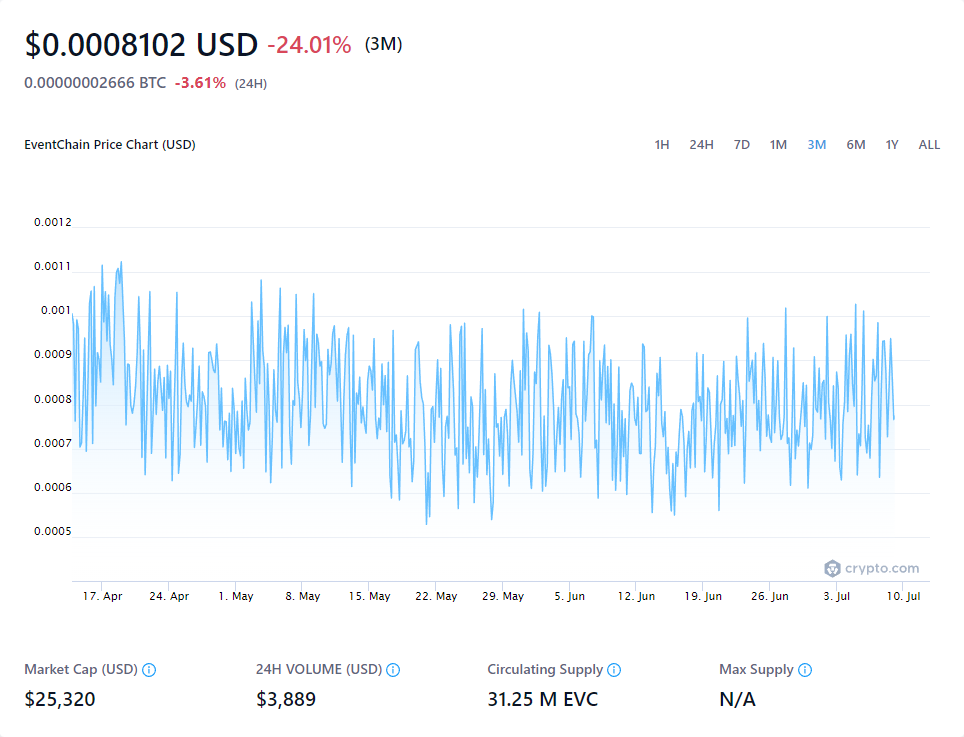 $0.0008102 USD -24.01% (3M)
0.00000002666 BTC -3.61% (24H)
EventChain Price Chart (USD) 1H 24H 7D 1M 3M 6M 1Y ALL
0.0012
0.0011
0.001
0.0009
0.0008
0.0007
0.0006
0.0005
crypto.com
17. Apr 24. Apr 1. May 8. May 15. May 22. May 29. May 5. Jun 12. Jun 19. Jun 26. Jun 3. Jul 10. Jul
Market Cap (USD) 24H VOLUME (USD) Circulating Supply Max Supply
$25,320 $3,889 31.25 M EVC N/A